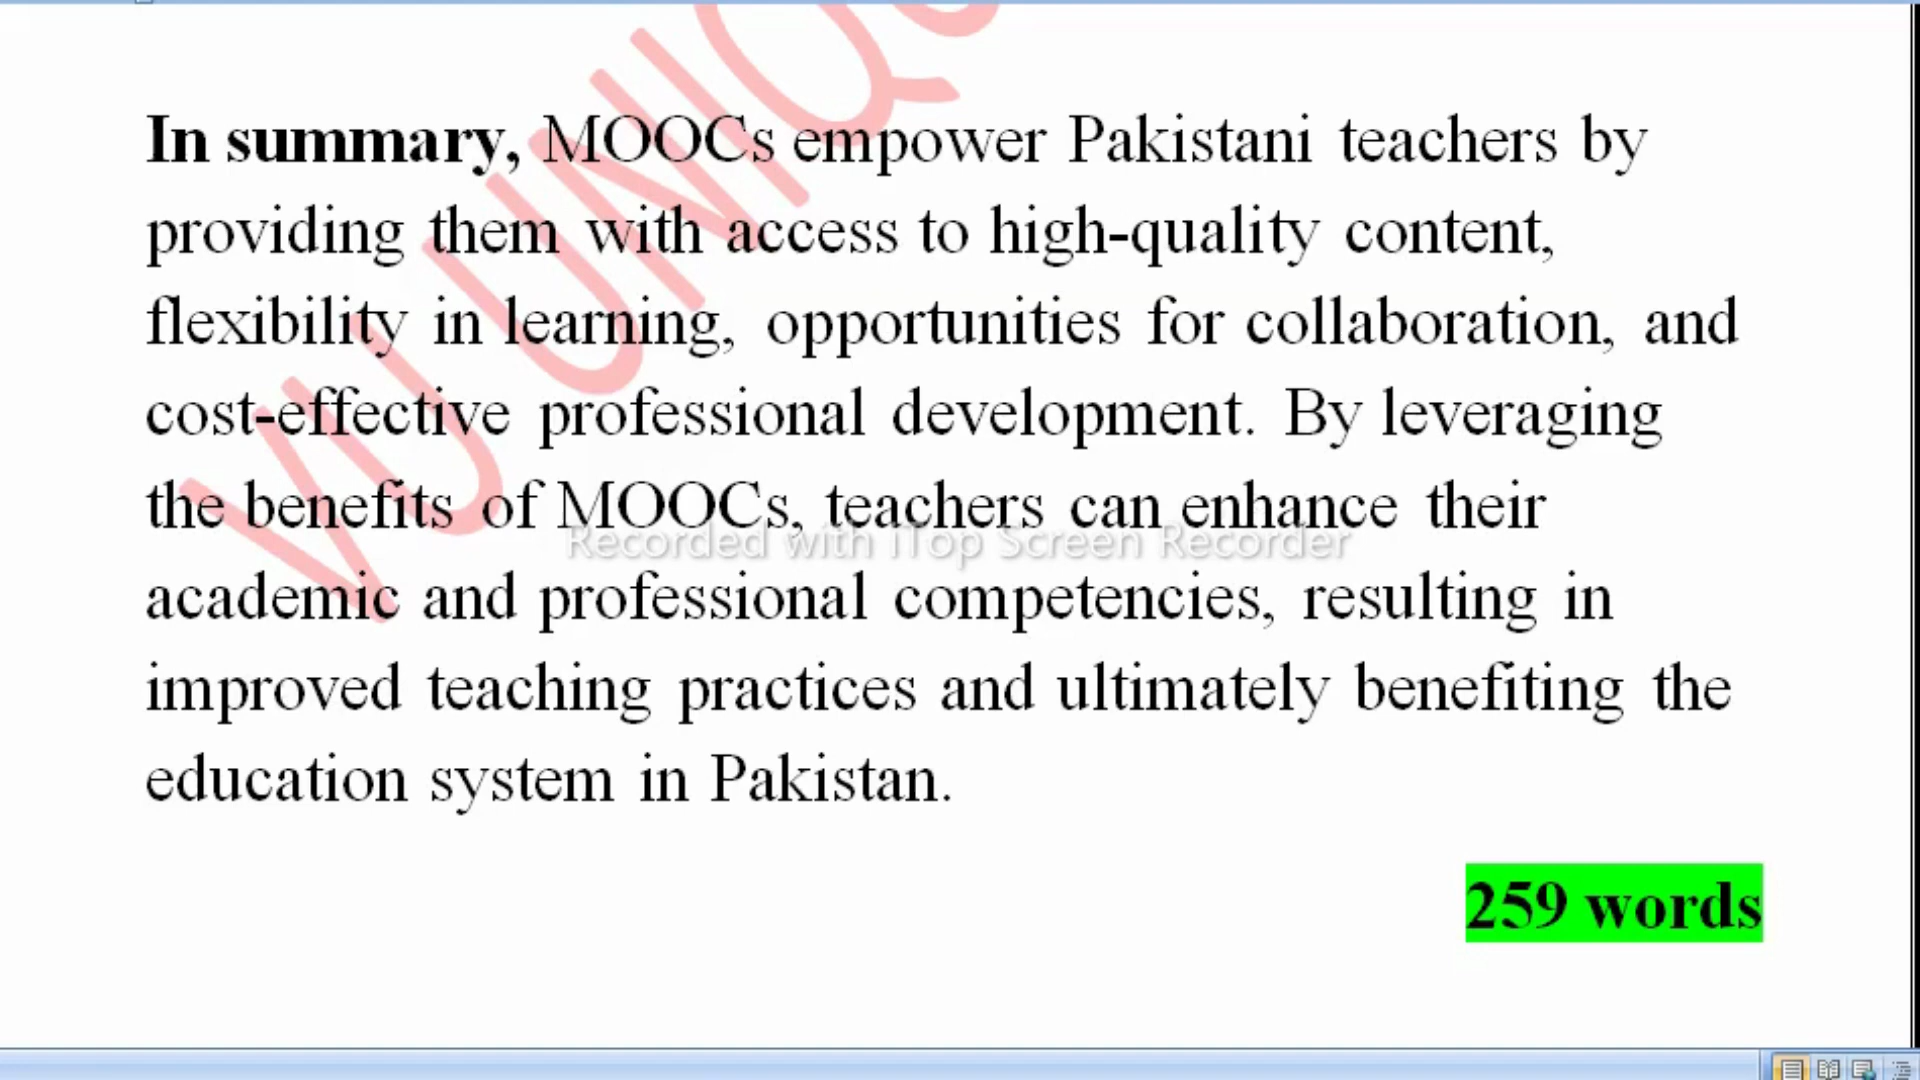 In summary, MOOCs empower Pakistani teachers by
providing them with access to high-quality content,
flexibility in learning, opportunities for collaboration, and
cost-effective professional development. By leveraging
the benefits of MOOCs, teachers can enhance their
Recorded with iTop Screen Recorder
academic and professional competencies, resulting in
improved teaching practices and ultimately benefiting the
education system in Pakistan.
259 words
VU